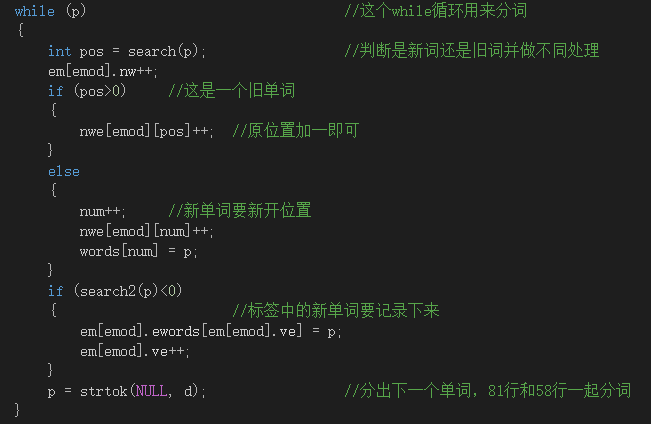 while (p) //这个while循环用来分词
{
int pos = search(p); //判断是新词还是旧词并做不同处理
em[emod].nw++;
if (pos>0) //这是一个旧单词
{
nwe[emod][pos]++; //原位置加一即可
}
else
{
num++; //新单词要新开位置
nwe[emod][num]++;
words[num] = p;
}
if (search2(p)<0)
{ //标签中的新单词要记录下来
em[emod].ewords[em[emod].ve] = p;
em[emod].ve++;
}
p = strtok(NULL, d); //分出下一个单词，81行和58行一起分词
}